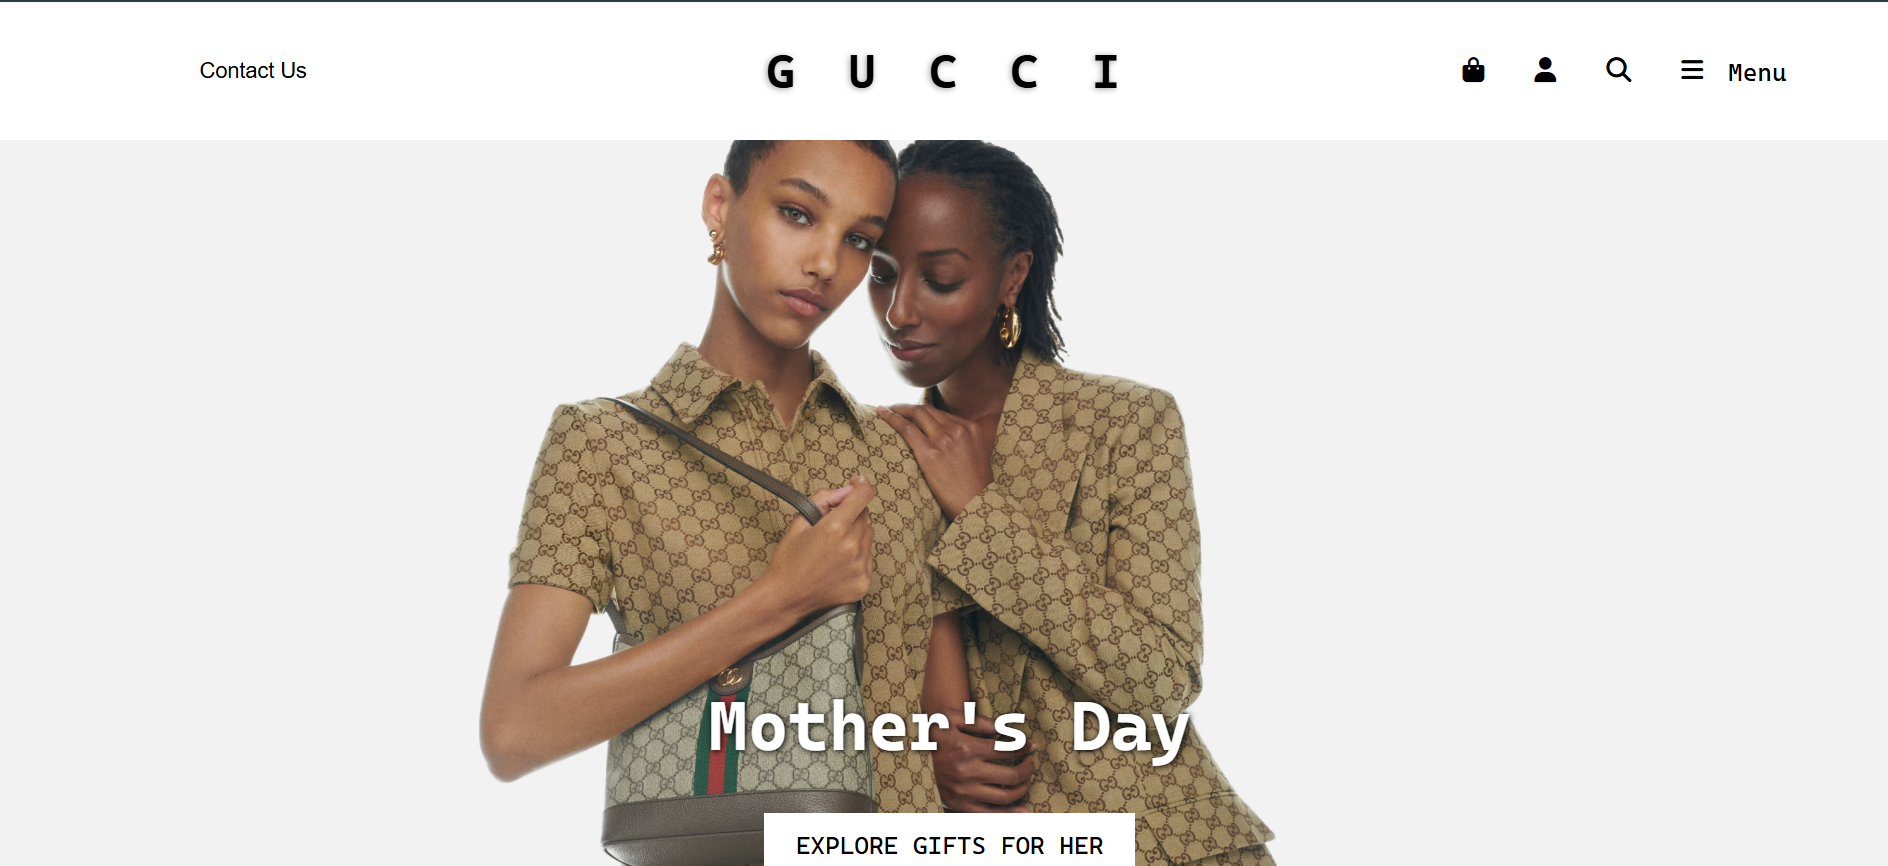 Contact Us
G U C C I
Menu
Mother's Day
EXPLORE GIFTS FOR HER